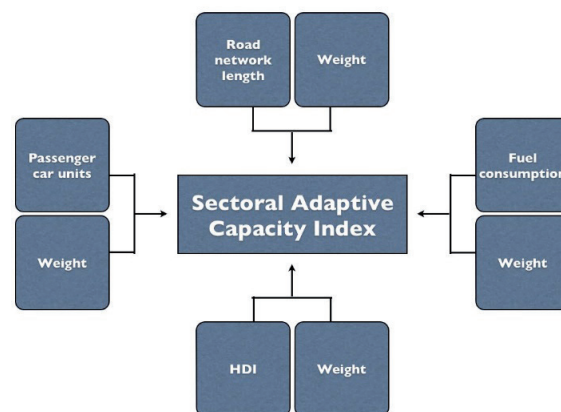 Road
network
length
Weight
Passenger
car units
Weight
Sectoral Adaptive
Capacity Index
Fuel
consumption
Weight
HDI
Weight